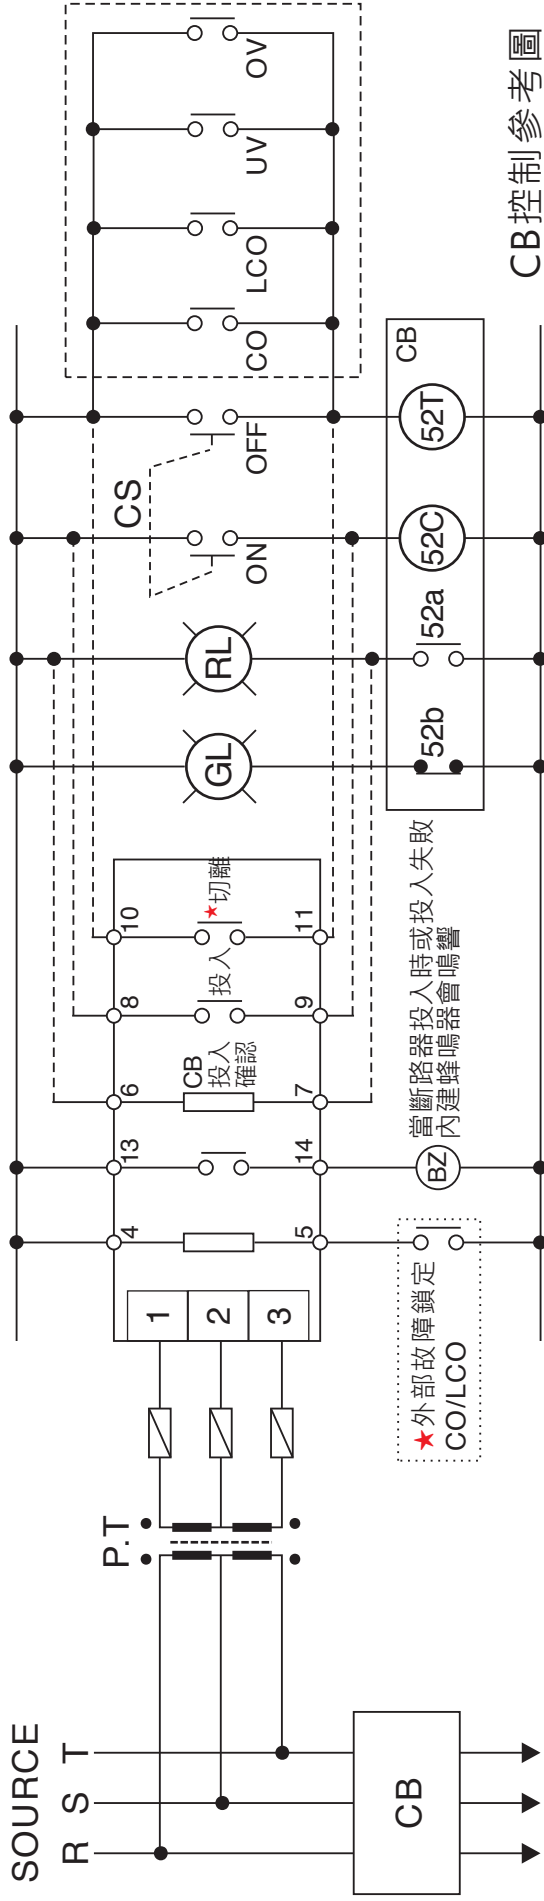 SOURCE
R S T
P.T
CB
1
2
3
4
5
13
14
6
7
8
9
10
11
CB
投入
確認
投入
★切離
★外部故障鎖定
CO/LCO
BZ
當斷路器投入時或投入失敗
內建蜂鳴器會鳴響
GL
RL
CS
ON
OFF
52b
52a
52C
52T
CB
CO
LCO
UV
OV
CB控制參考圖